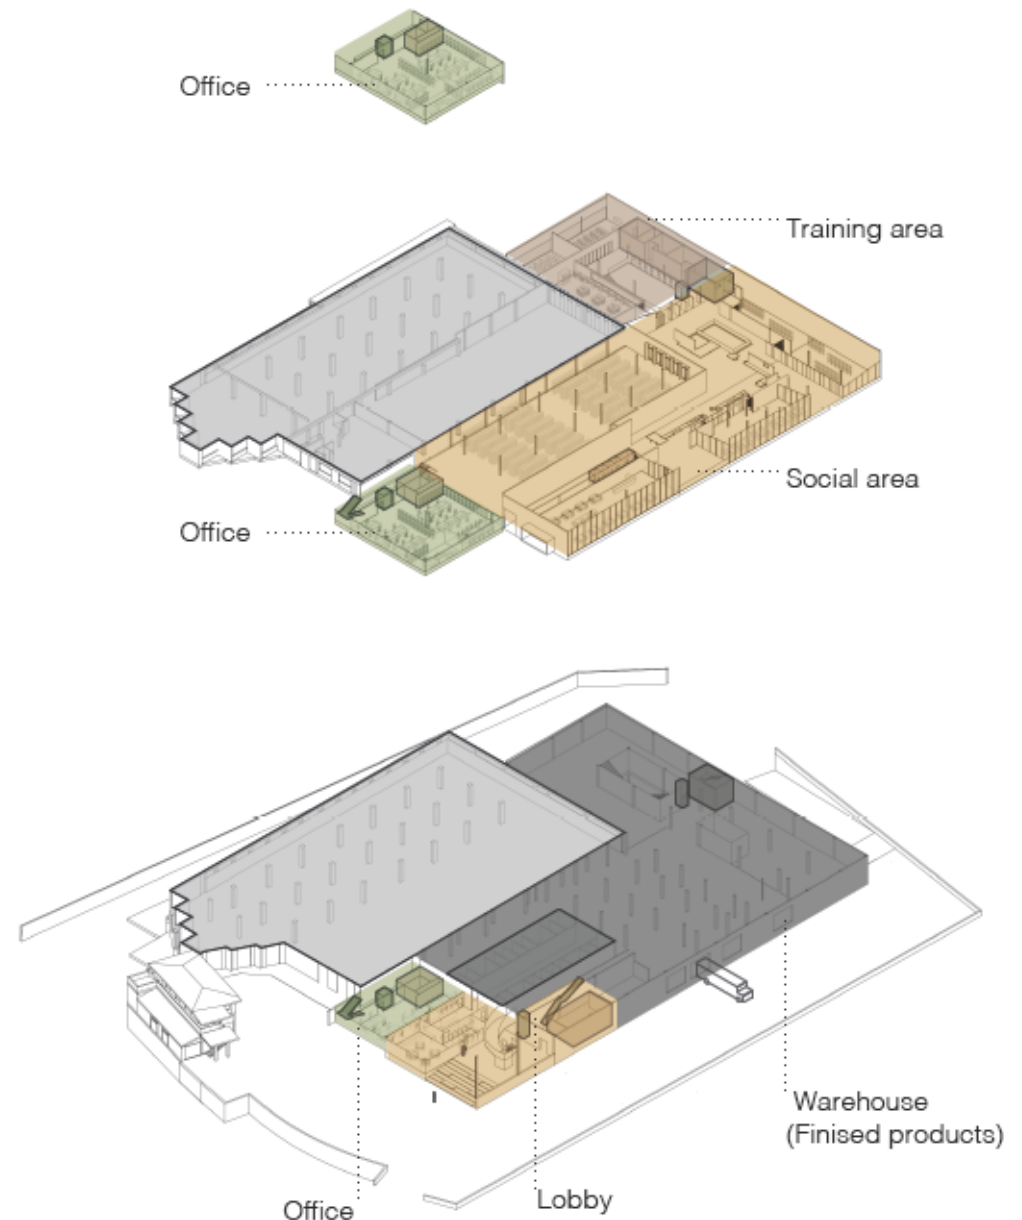 Office
Training area
Social area
Office
Warehouse
(Finised products)
Lobby
Office